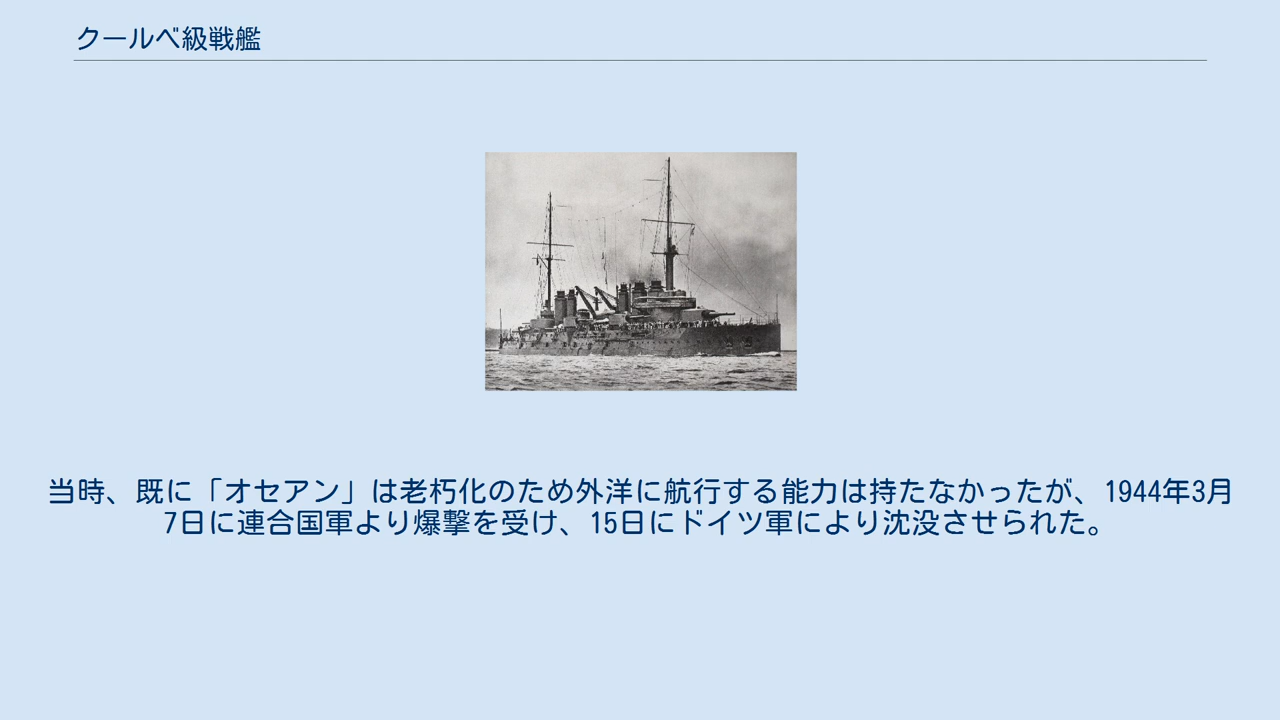 クールベ級戦艦
当時、既に「オセアン」は老朽化のため外洋に航行する能力は持たなかったが、1944年3月
7日に連合国軍より爆撃を受け、15日にドイツ軍により沈没させられた。